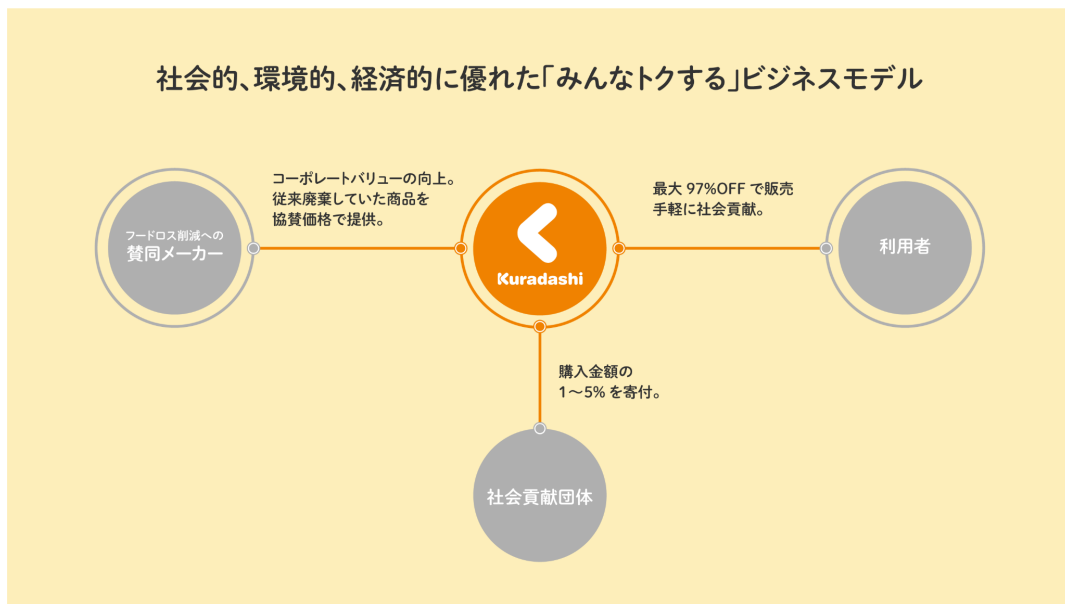 社会的、環境的、経済的に優れた「みんなトクする」ビジネスモデル
コーポレートバリューの向上。
従来廃棄していた商品を
協賛価格で提供。
最大 97%OFF で販売
手軽に社会貢献。
フードロス削減への
賛同メーカー
Kuradashi
利用者
購入金額の
1〜5% を寄付。
社会貢献団体